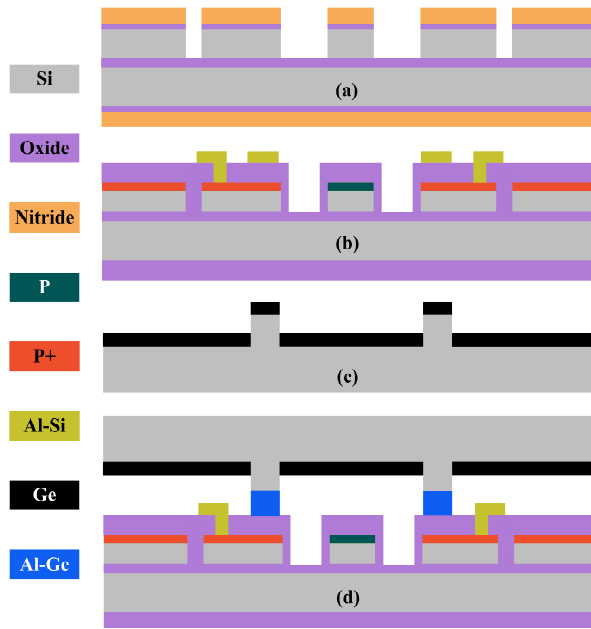 Si
Oxide
Nitride
P
P+
Al-Si
Ge
Al-Ge
(a)
(b)
(c)
(d)